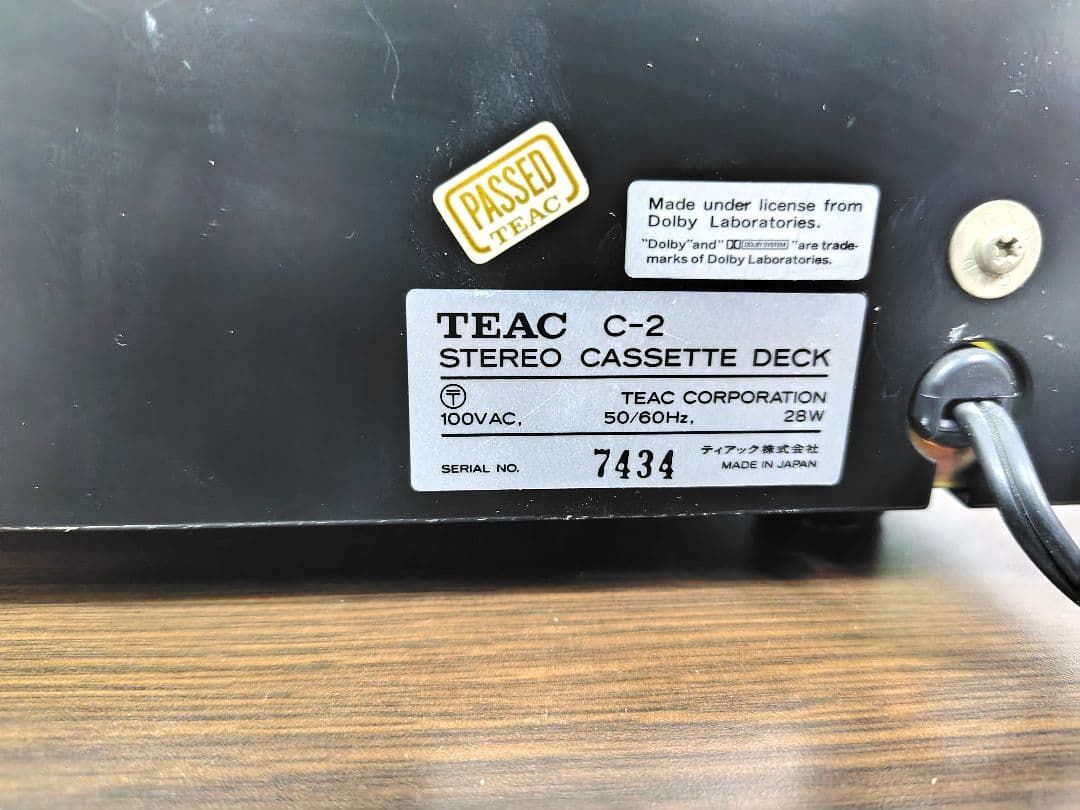 PASSED
TEAC
Made under license from
Dolby Laboratories.
"Dolby"and" DOLBY SYSTEM "are trade-
marks of Dolby Laboratories.
TEAC C-2
STEREO CASSETTE DECK
〒 TEAC CORPORATION
100VAC, 50/60Hz, 28W
SERIAL NO. 7434 ティアック株式会社
MADE IN JAPAN